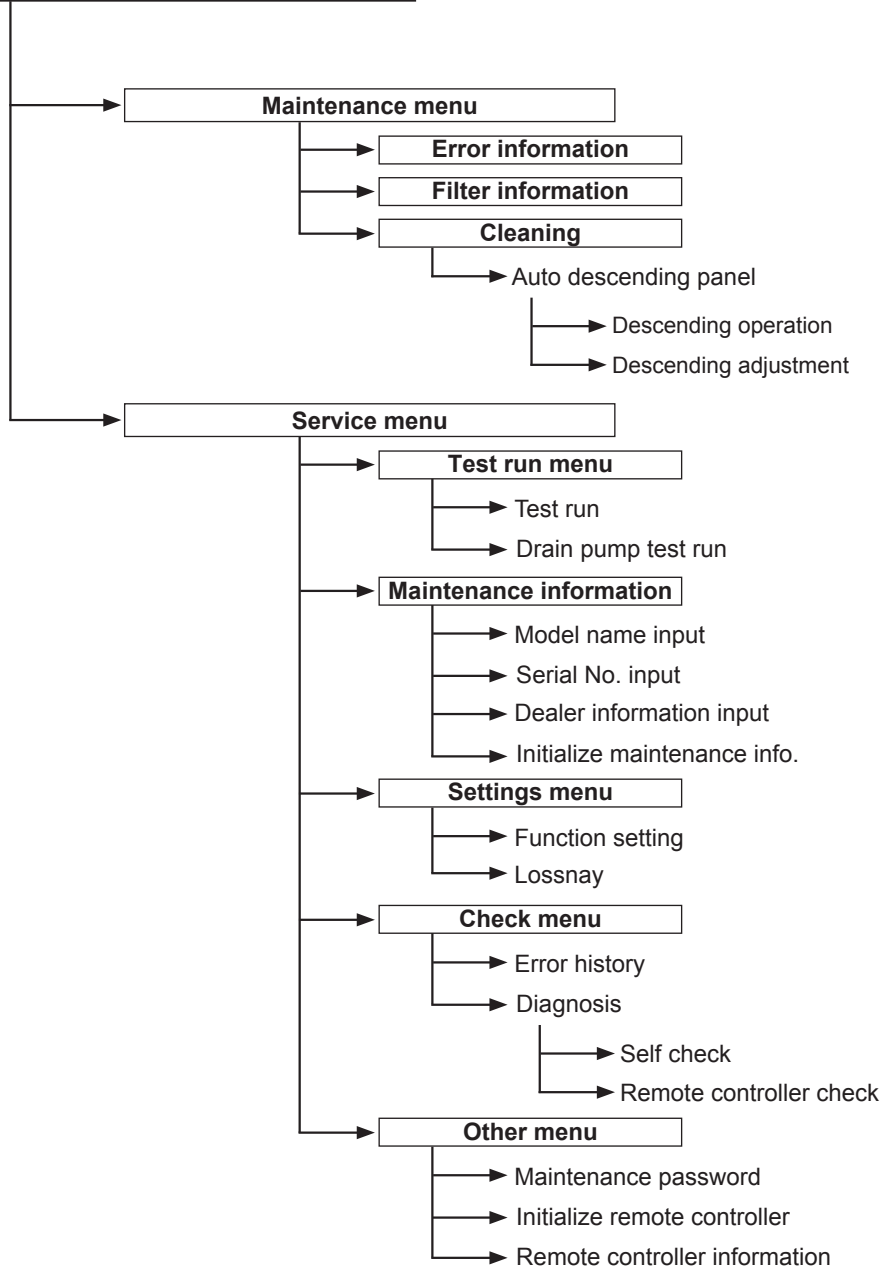 Maintenance menu
Error information
Filter information
Cleaning
Auto descending panel
Descending operation
Descending adjustment
Service menu
Test run menu
Test run
Drain pump test run
Maintenance information
Model name input
Serial No. input
Dealer information input
Initialize maintenance info.
Settings menu
Function setting
Lossnay
Check menu
Error history
Diagnosis
Self check
Remote controller check
Other menu
Maintenance password
Initialize remote controller
Remote controller information